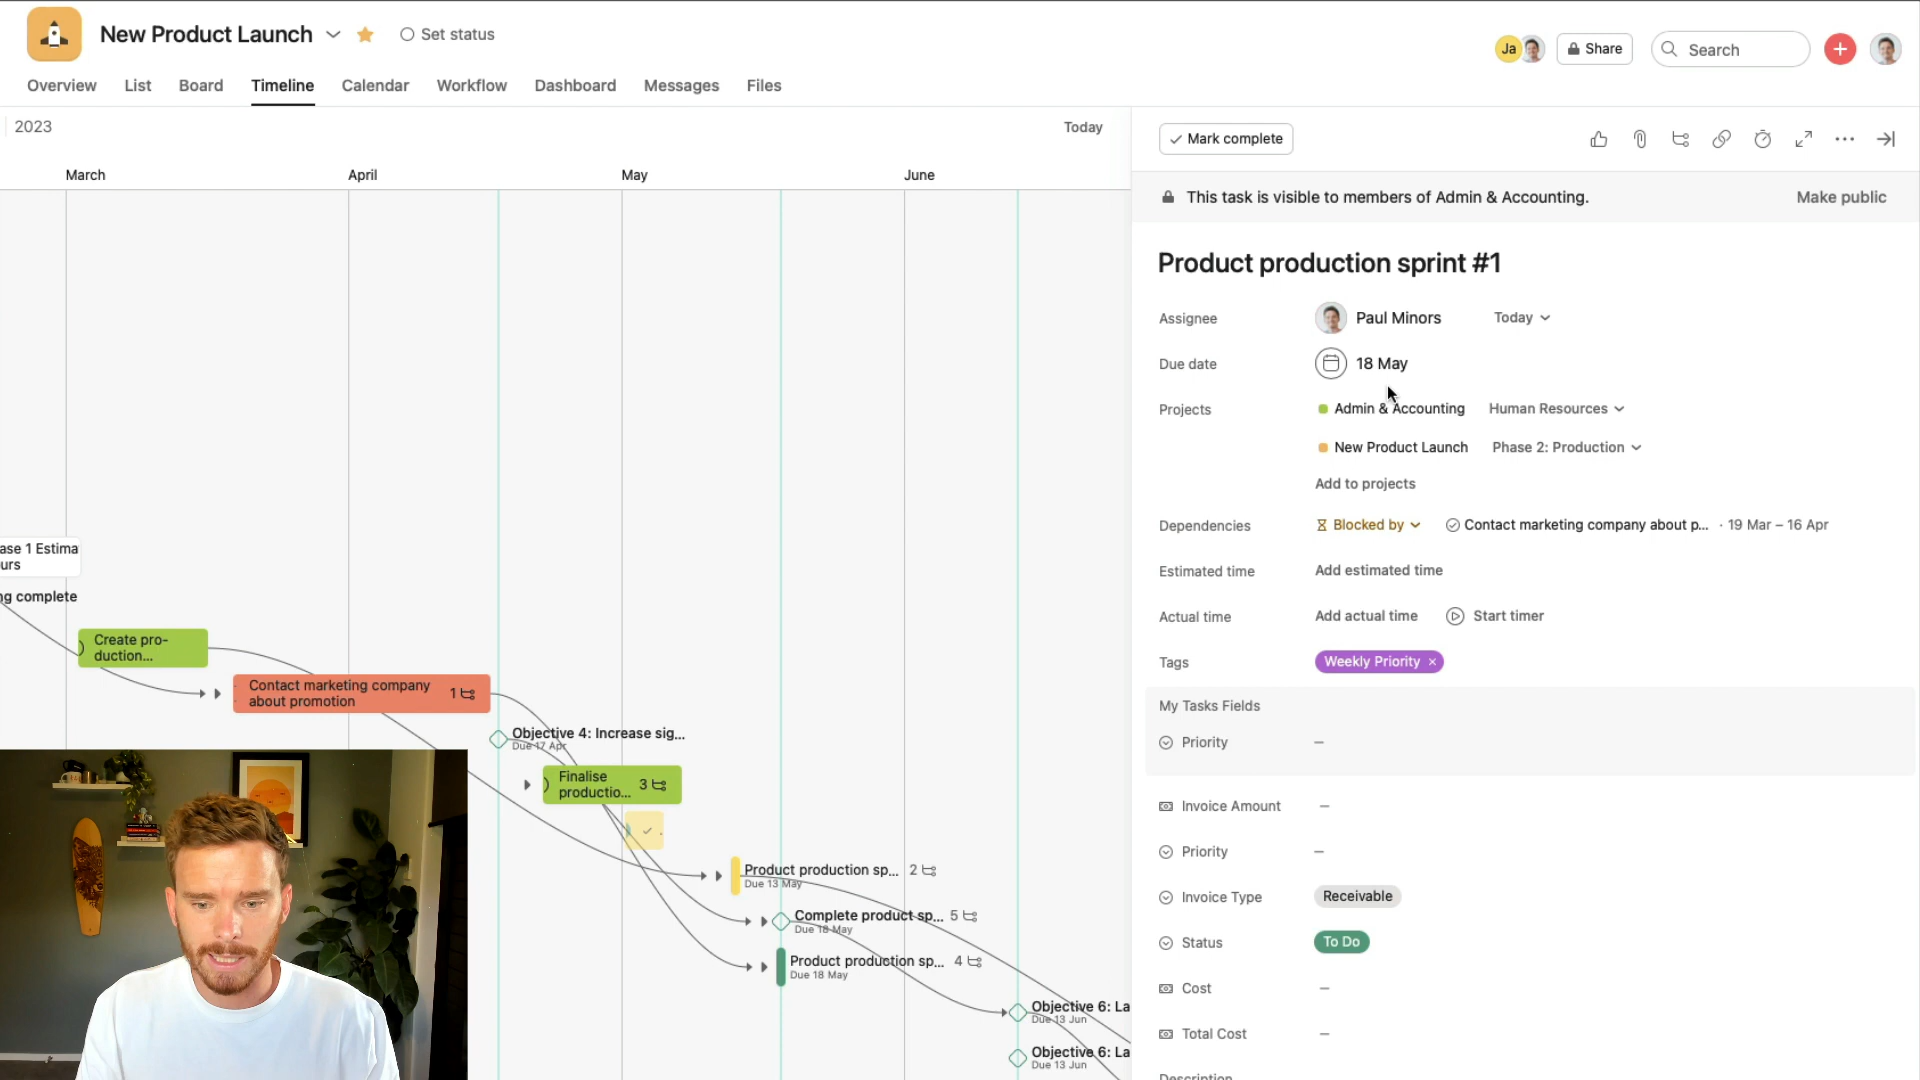 New Product Launch
Set status
Ja
Share
Search
Overview
List
Board
Timeline
Calendar
Workflow
Dashboard
Messages
Files
2023
Today
March
April
May
June
ase 1 Estima
urs
ng complete
Create pro-
duction...
Contact marketing company
about promotion
1
Objective 4: Increase sig...
Due 17 Apr
Finalise
productio...
3
Product production sp...
2
Due 13 May
Complete product sp...
5
Due 18 May
Product production sp...
4
Due 18 May
Objective 6: La
Due 13 Jun
Objective 6: La
Due 13 Jun
Mark complete
This task is visible to members of Admin & Accounting.
Make public
Product production sprint #1
Assignee
Paul Minors
Today
Due date
18 May
Projects
Admin & Accounting
Human Resources
New Product Launch
Phase 2: Production
Add to projects
Dependencies
Blocked by
Contact marketing company about p... · 19 Mar – 16 Apr
Estimated time
Add estimated time
Actual time
Add actual time
Start timer
Tags
Weekly Priority ×
My Tasks Fields
Priority
—
Invoice Amount
—
Priority
—
Invoice Type
Receivable
Status
To Do
Cost
—
Total Cost
—
Description